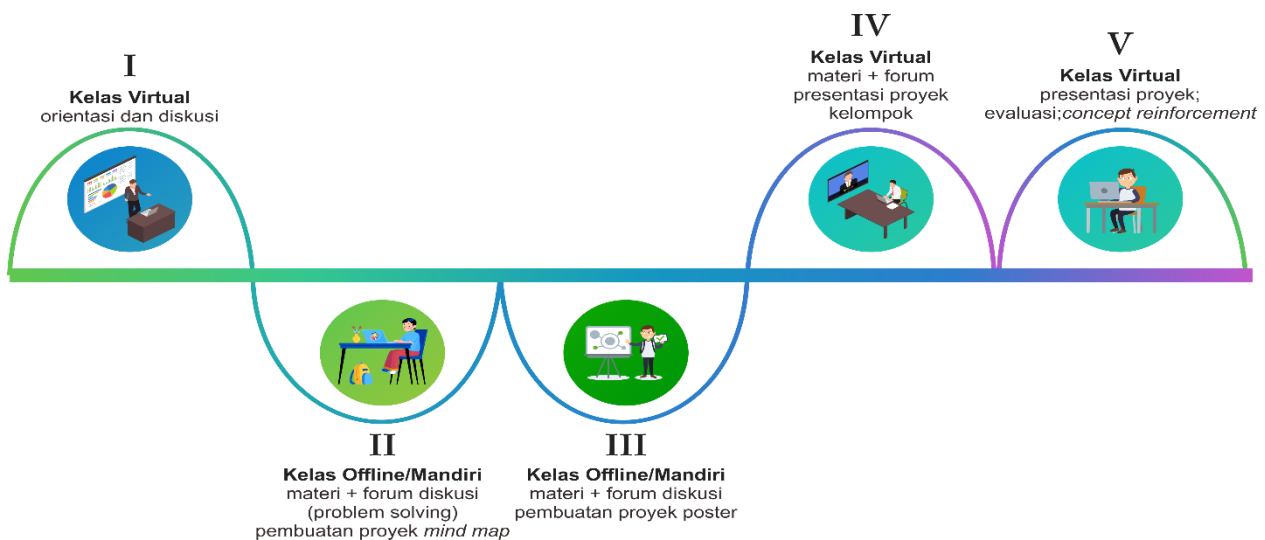 I
Kelas Virtual
orientasi dan diskusi
II
Kelas Offline/Mandiri
materi + forum diskusi
(problem solving)
pembuatan proyek mind map
III
Kelas Offline/Mandiri
materi + forum diskusi
pembuatan proyek poster
IV
Kelas Virtual
materi + forum
presentasi proyek
kelompok
V
Kelas Virtual
presentasi proyek;
evaluasi;concept reinforcement